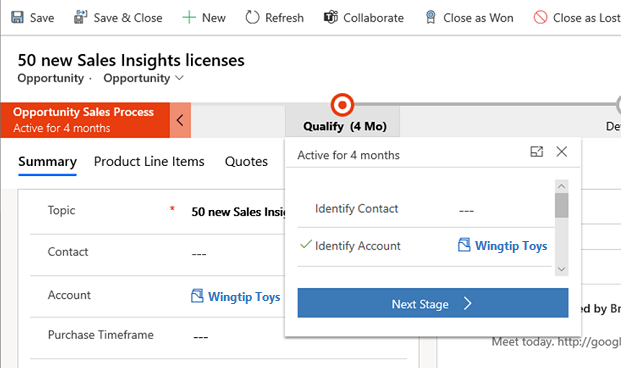 Save Save & Close New Refresh Collaborate Close as Won Close as Lost
50 new Sales Insights licenses
Opportunity · Opportunity
Opportunity Sales Process
Active for 4 months
Qualify (4 Mo)
De
Summary Product Line Items Quotes
Active for 4 months
Topic * 50 new Sales Insig
Identify Contact ---
Contact ---
Identify Account Wingtip Toys
Account Wingtip Toys
Next Stage
ed by Br
Purchase Timeframe ---
Meet today. http://goog